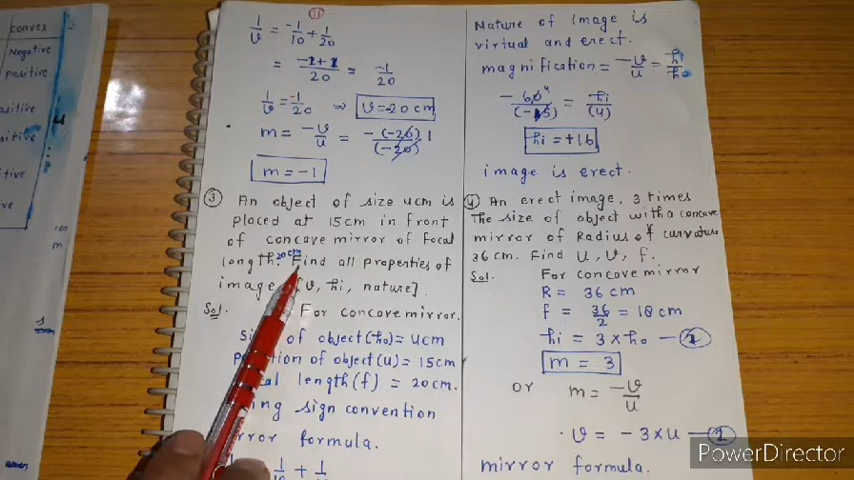 convex
Negative
positive
11
1/v = -1/10 + 1/20
= -2+1/20 = -1/20
1/v = -1/20 ⇒ v=-20 cm
m = -v/u = -(-20)/(-20) 1
m = -1
③ An object of size 4cm is
placed at 15cm in front
of concave mirror of Focal
length. 20cm Find all properties of
image [v, hi, nature]
Sol. For concave mirror.
of object (ho) = 4cm
of object (u) = 15cm
length (f) = 20cm.
sign convention
formula.
Nature of image is
virtual and erect.
magnification = -v/u = hi/ho
-60 4/(-15) = hi/(4)
hi = +16
image is erect.
④ An erect image, 3 times
The size of object with a concave
mirror of Radius of curvature
36 cm. Find u, v, f.
Sol. For concave mirror
R = 36 cm
f = 36/2 = 18 cm
hi = 3 × ho — ①
m = 3
or m = -v/u
v = -3 × u — ②
mirror formula.
PowerDirector